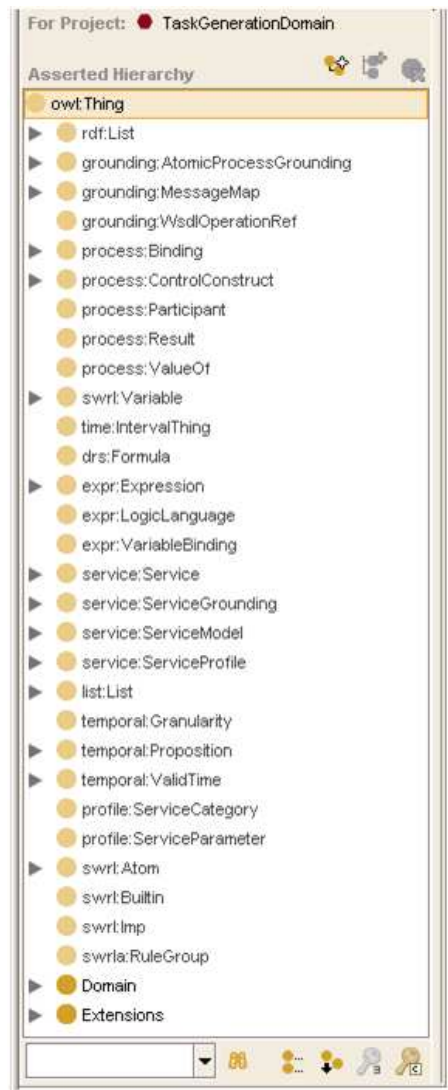 For Project: TaskGenerationDomain
Asserted Hierarchy
owl:Thing
rdf:List
grounding:AtomicProcessGrounding
grounding:MessageMap
grounding:WsdlOperationRef
process:Binding
process:ControlConstruct
process:Participant
process:Result
process:ValueOf
swrl:Variable
time:IntervalThing
drs:Formula
expr:Expression
expr:LogicLanguage
expr:VariableBinding
service:Service
service:ServiceGrounding
service:ServiceModel
service:ServiceProfile
list:List
temporal:Granularity
temporal:Proposition
temporal:ValidTime
profile:ServiceCategory
profile:ServiceParameter
swrl:Atom
swrl:Builtin
swrl:Imp
swrla:RuleGroup
Domain
Extensions